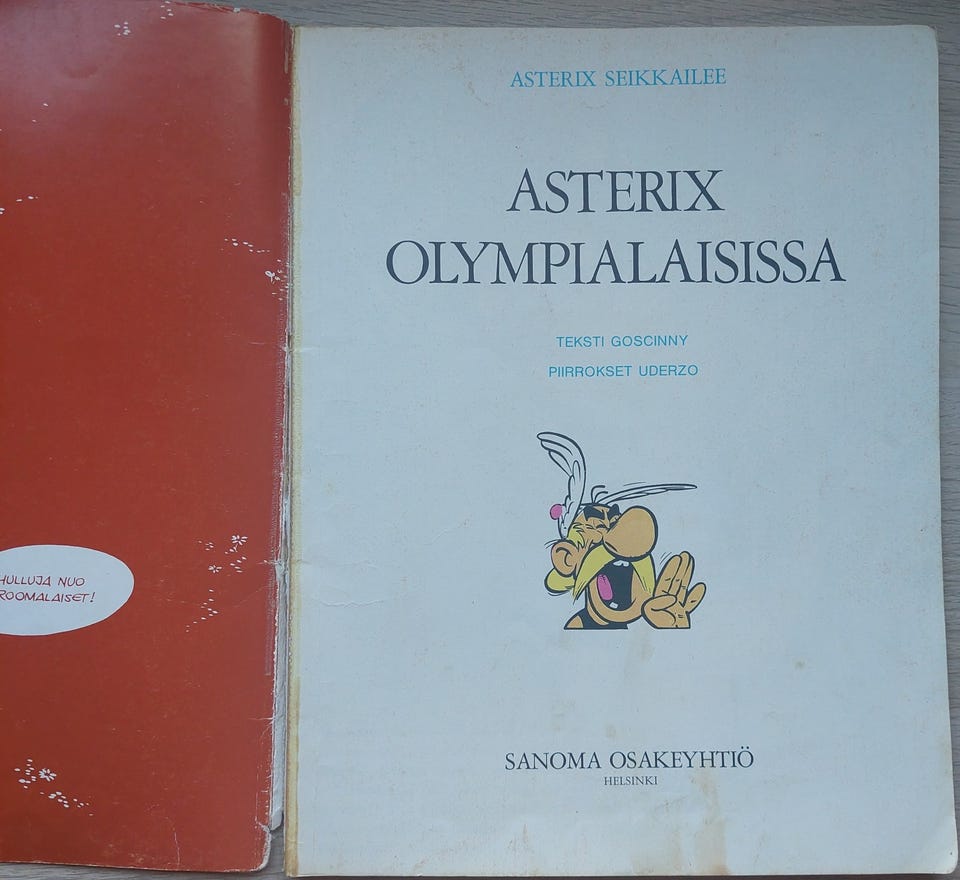 HULLUJA NUO
ROOMALAISET!
ASTERIX SEIKKAILEE
ASTERIX
OLYMPIALAISISSA
TEKSTI GOSCINNY
PIIRROKSET UDERZO
SANOMA OSAKEYHTIÖ
HELSINKI